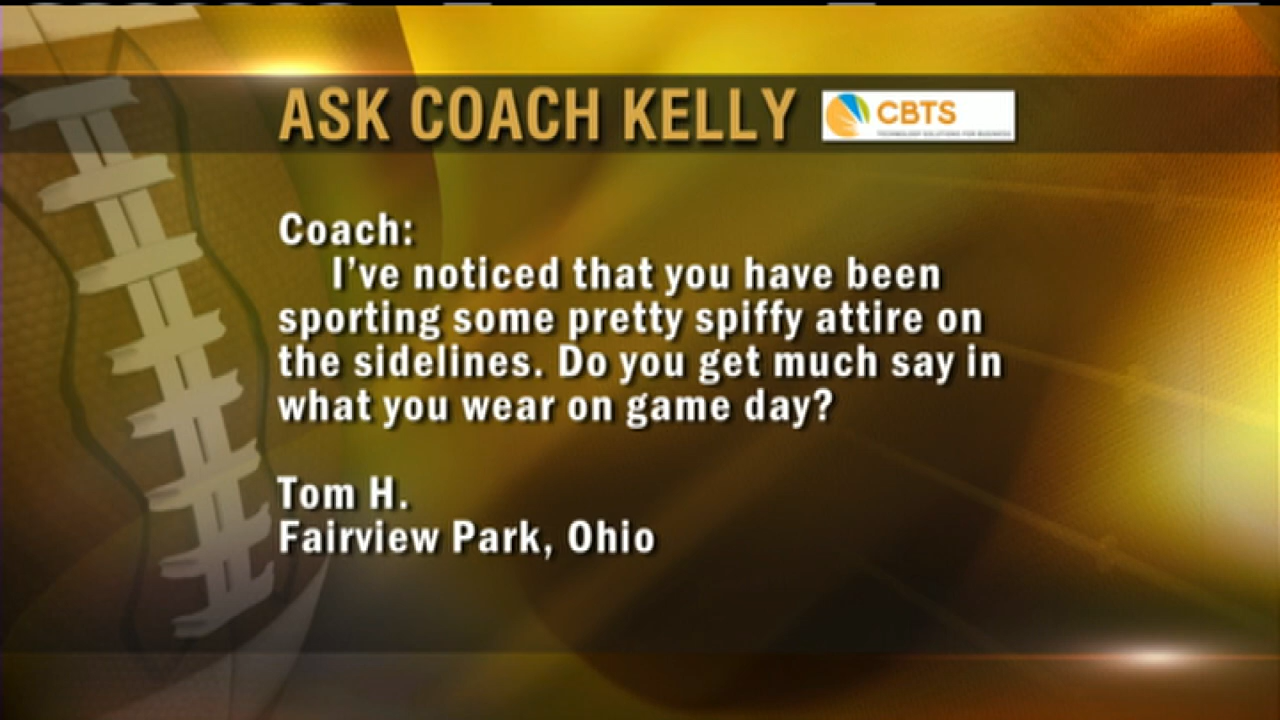 ASK COACH KELLY
CBTS
TECHNOLOGY SOLUTIONS FOR BUSINESS
Coach:
I've noticed that you have been
sporting some pretty spiffy attire on
the sidelines. Do you get much say in
what you wear on game day?
Tom H.
Fairview Park, Ohio